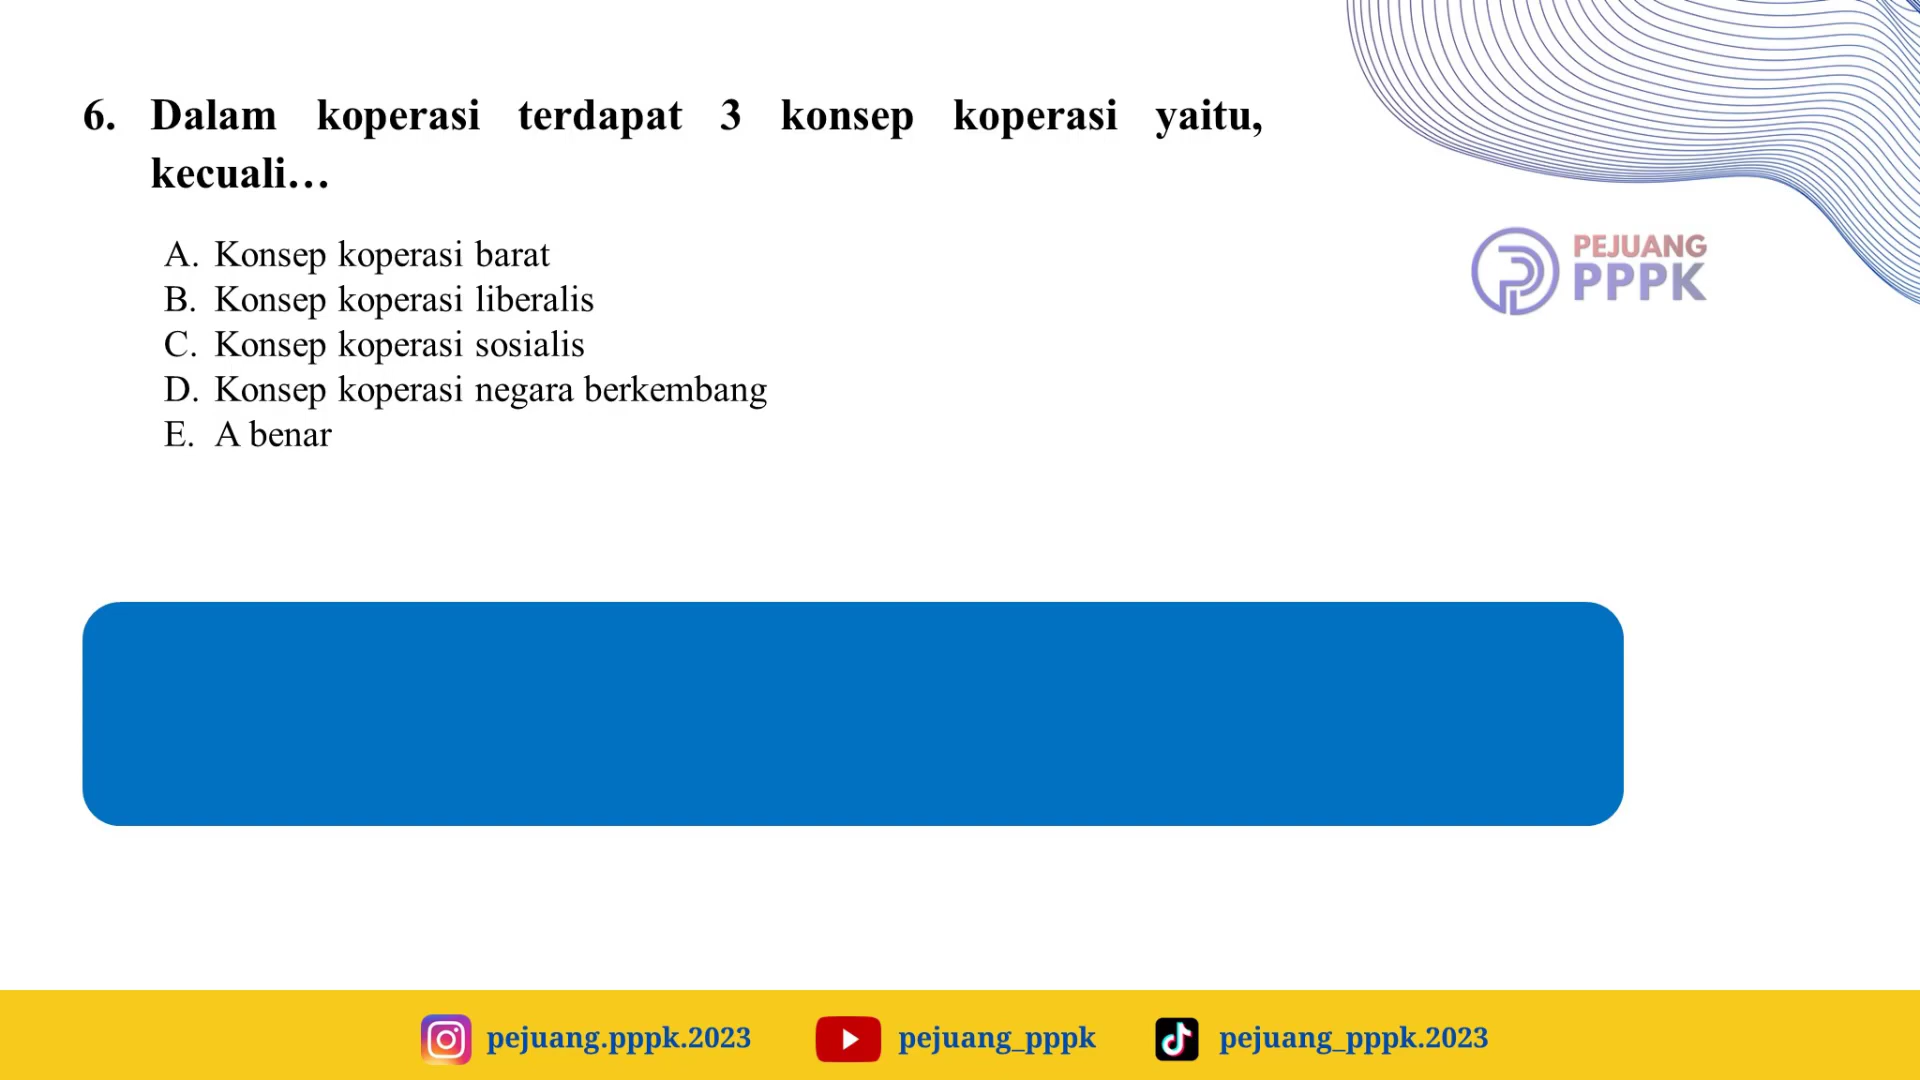 6. Dalam koperasi terdapat 3 konsep koperasi yaitu,
kecuali…
A. Konsep koperasi barat
B. Konsep koperasi liberalis
C. Konsep koperasi sosialis
D. Konsep koperasi negara berkembang
E. A benar
PEJUANG
PPPK
pejuang.pppk.2023 pejuang_pppk pejuang_pppk.2023